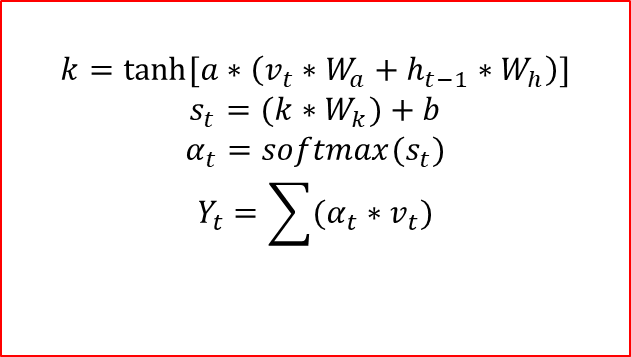 k = tanh[a ∗ (v_t ∗ W_a + h_{t−1} ∗ W_h)]
s_t = (k ∗ W_k) + b
α_t = softmax(s_t)
Y_t = ∑(α_t ∗ v_t)